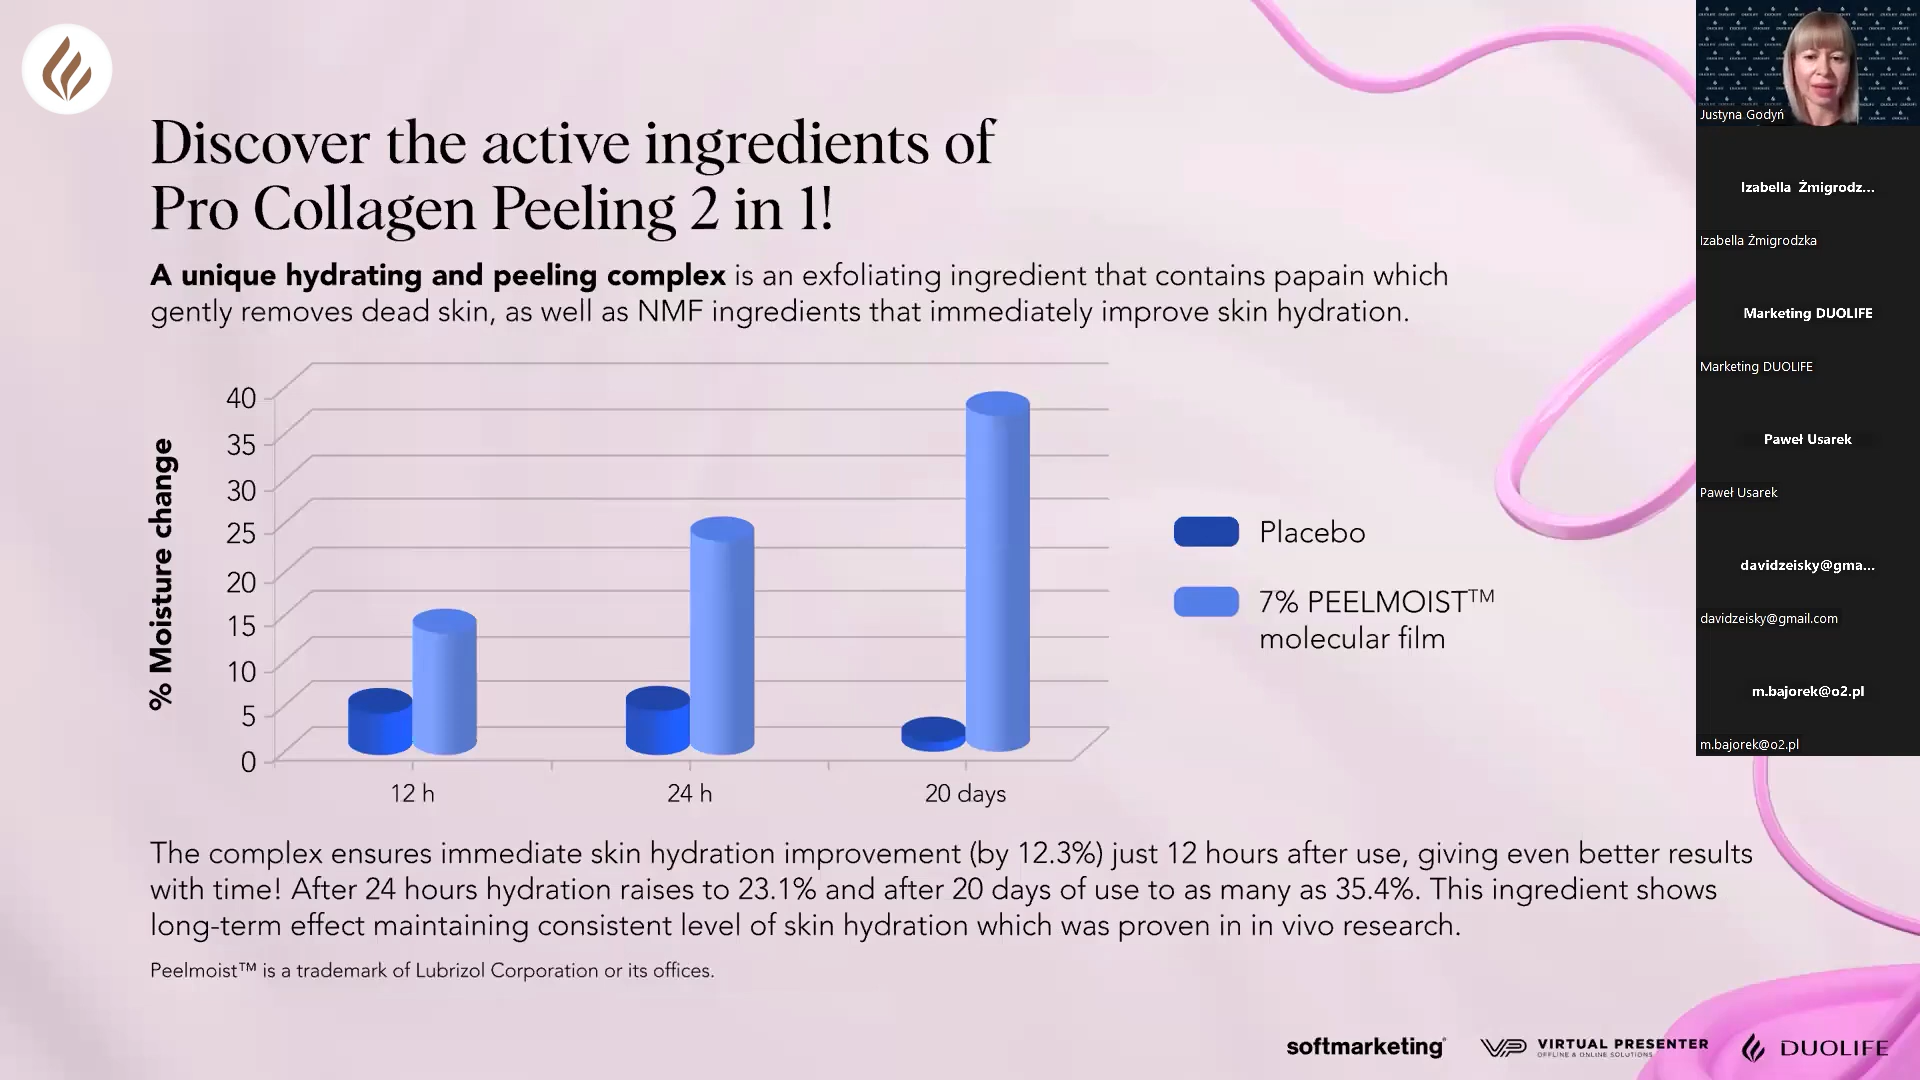 Discover the active ingredients of
Pro Collagen Peeling 2 in 1!
A unique hydrating and peeling complex is an exfoliating ingredient that contains papain which
gently removes dead skin, as well as NMF ingredients that immediately improve skin hydration.
% Moisture change
40
35
30
25
20
15
10
5
0
12 h
24 h
20 days
Placebo
7% PEELMOIST™
molecular film
The complex ensures immediate skin hydration improvement (by 12.3%) just 12 hours after use, giving even better results
with time! After 24 hours hydration raises to 23.1% and after 20 days of use to as many as 35.4%. This ingredient shows
long-term effect maintaining consistent level of skin hydration which was proven in in vivo research.
Peelmoist™ is a trademark of Lubrizol Corporation or its offices.
softmarketing
VP VIRTUAL PRESENTER
OFFLINE & ONLINE SOLUTIONS
DUOLIFE
Justyna Godyń
Izabella Żmigrodz...
Izabella Żmigrodzka
Marketing DUOLIFE
Marketing DUOLIFE
Paweł Usarek
Paweł Usarek
davidzeisky@gma...
davidzeisky@gmail.com
m.bajorek@o2.pl
m.bajorek@o2.pl